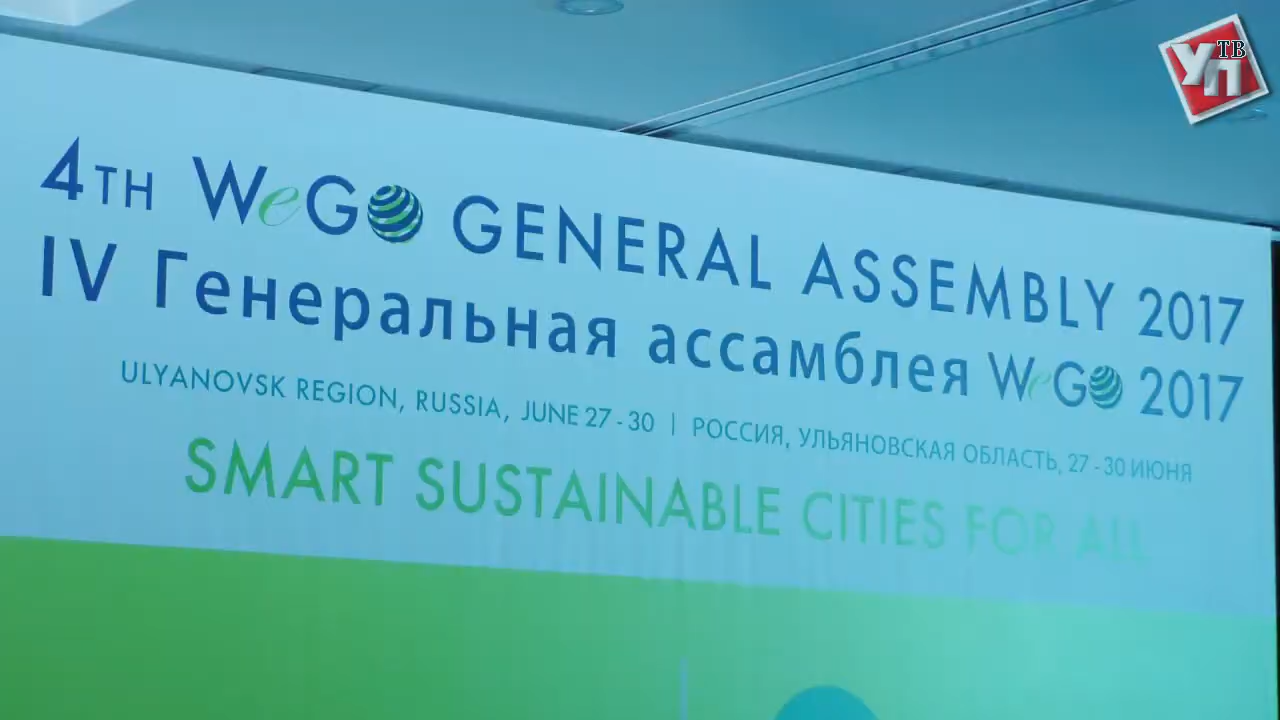 4TH WeGO GENERAL ASSEMBLY 2017
IV Генеральная ассамблея WeGO 2017
ULYANOVSK REGION, RUSSIA, JUNE 27 - 30 | РОССИЯ, УЛЬЯНОВСКАЯ ОБЛАСТЬ, 27 - 30 ИЮНЯ
SMART SUSTAINABLE CITIES FOR ALL
УП ТВ